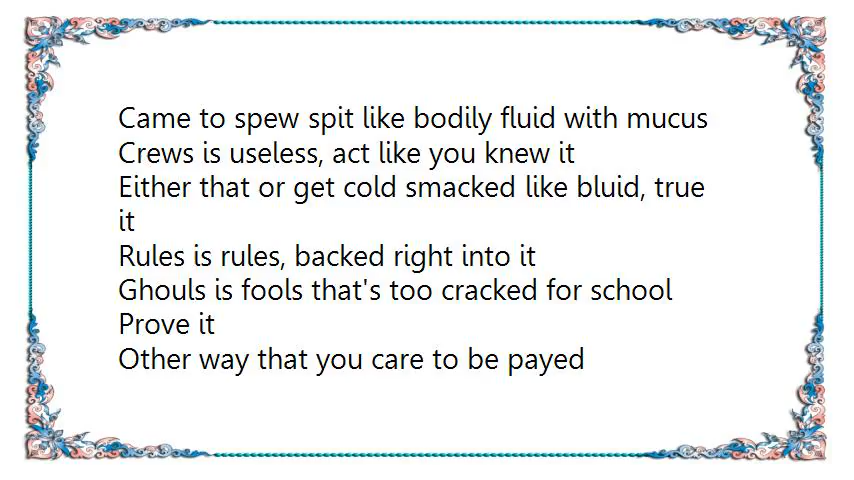 Came to spew spit like bodily fluid with mucus
Crews is useless, act like you knew it
Either that or get cold smacked like bluid, true
it
Rules is rules, backed right into it
Ghouls is fools that's too cracked for school
Prove it
Other way that you care to be payed